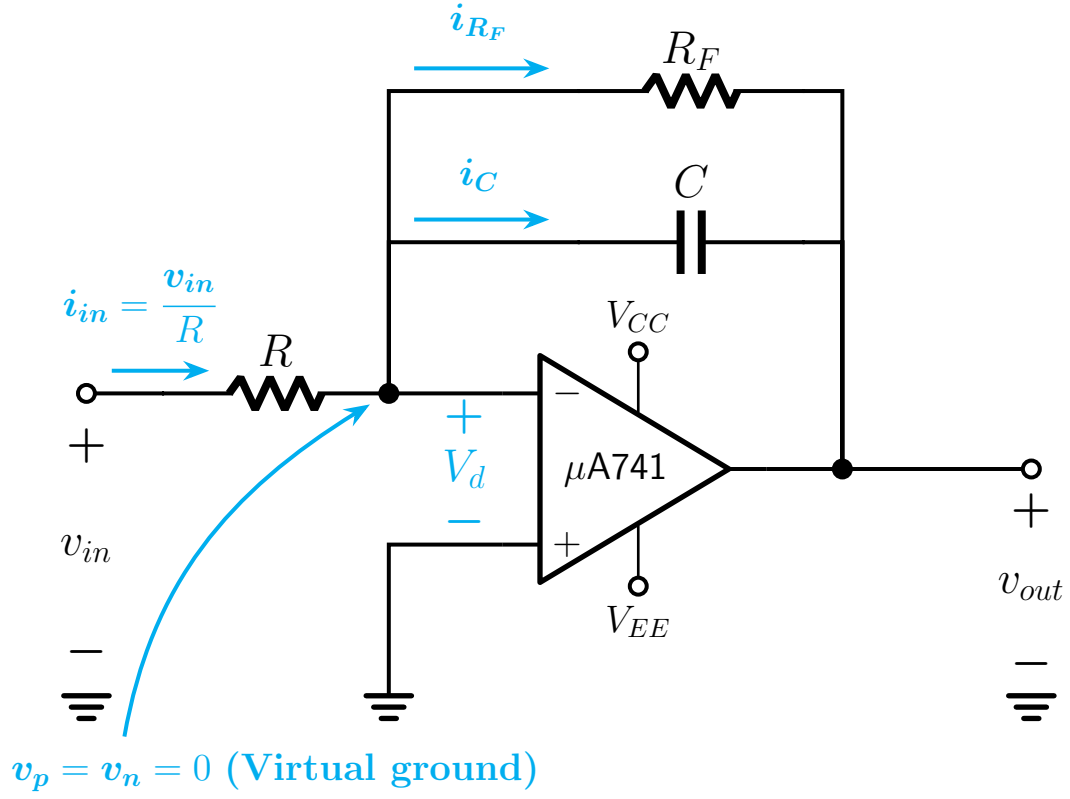 i_{R_F}
R_F
i_C
C
i_{in} = \frac{v_{in}}{R}
V_{CC}
R
+
−
+
V_d
μA741
−
+
+
v_{in}
v_{out}
V_{EE}
−
−
v_p = v_n = 0 (Virtual ground)